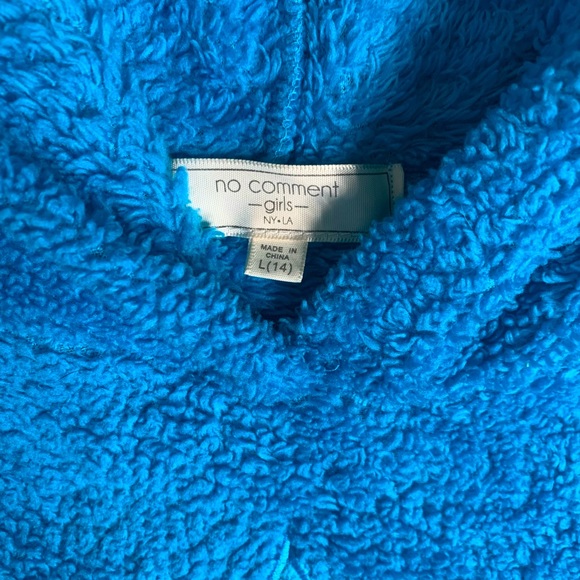 no comment
girls
NY•LA
MADE IN
CHINA
L(14)